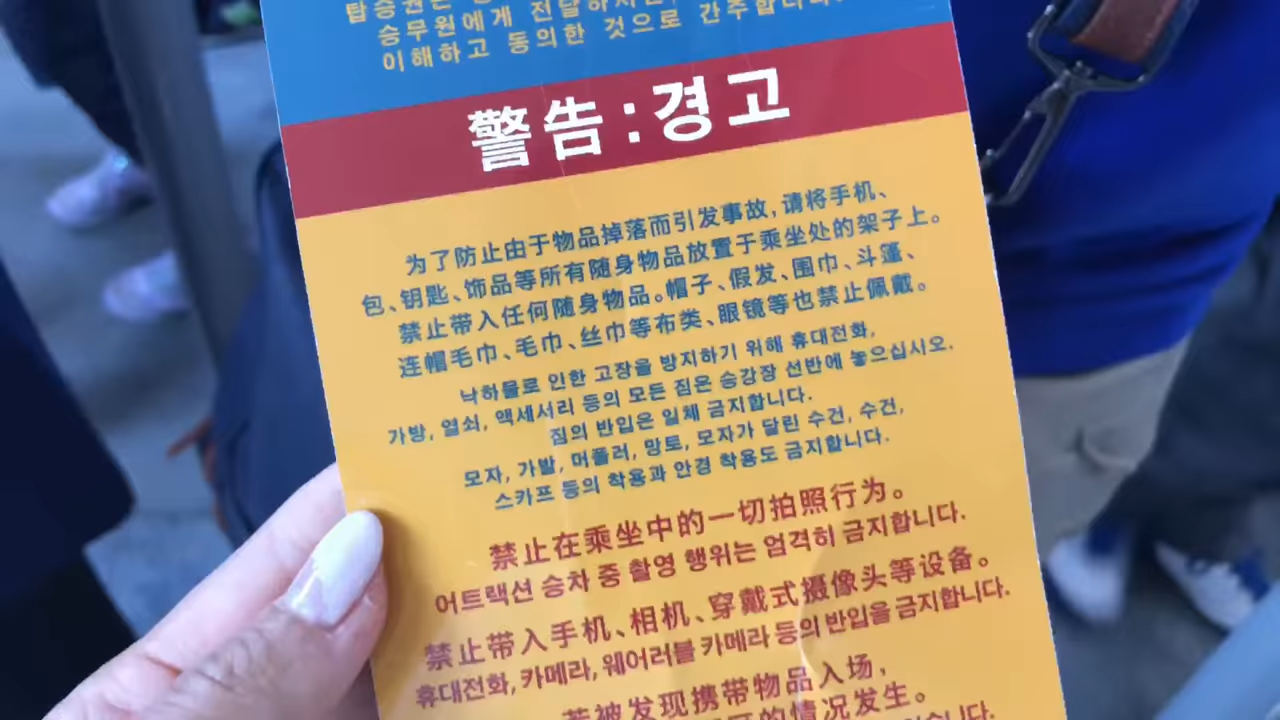 탑승권은
승무원에게 전달하시면,
이해하고 동의한 것으로 간주합니다.
警告:경고
为了防止由于物品掉落而引发事故,请将手机、
包、钥匙、饰品等所有随身物品放置于乘坐处的架子上。
禁止带入任何随身物品。帽子、假发、围巾、斗篷、
连帽毛巾、毛巾、丝巾等布类、眼镜等也禁止佩戴。
낙하물로 인한 고장을 방지하기 위해 휴대전화,
가방, 열쇠, 액세서리 등의 모든 짐은 승강장 선반에 놓으십시오.
짐의 반입은 일체 금지합니다.
모자, 가발, 머플러, 망토, 모자가 달린 수건, 수건,
스카프 등의 착용과 안경 착용도 금지합니다.
禁止在乘坐中的一切拍照行为。
어트랙션 승차 중 촬영 행위는 엄격히 금지합니다.
禁止带入手机、相机、穿戴式摄像头等设备。
휴대전화, 카메라, 웨어러블 카메라 등의 반입을 금지합니다.
若被发现携带物品入场,
的情况发生。